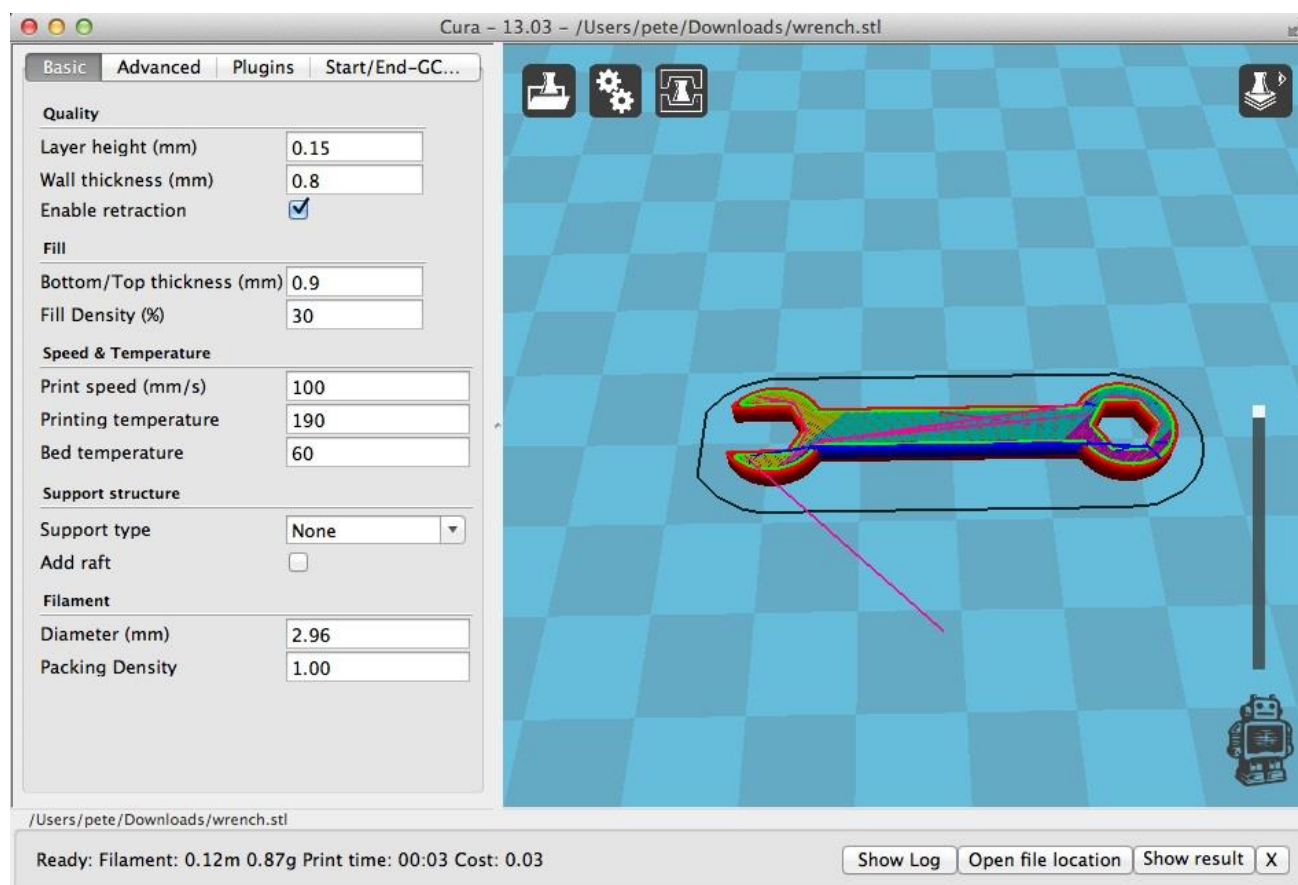 Cura – 13.03 – /Users/pete/Downloads/wrench.stl
Basic Advanced Plugins Start/End-GC...
Quality
Layer height (mm) 0.15
Wall thickness (mm) 0.8
Enable retraction
Fill
Bottom/Top thickness (mm) 0.9
Fill Density (%) 30
Speed & Temperature
Print speed (mm/s) 100
Printing temperature 190
Bed temperature 60
Support structure
Support type None
Add raft
Filament
Diameter (mm) 2.96
Packing Density 1.00
/Users/pete/Downloads/wrench.stl
Ready: Filament: 0.12m 0.87g Print time: 00:03 Cost: 0.03 Show Log Open file location Show result X